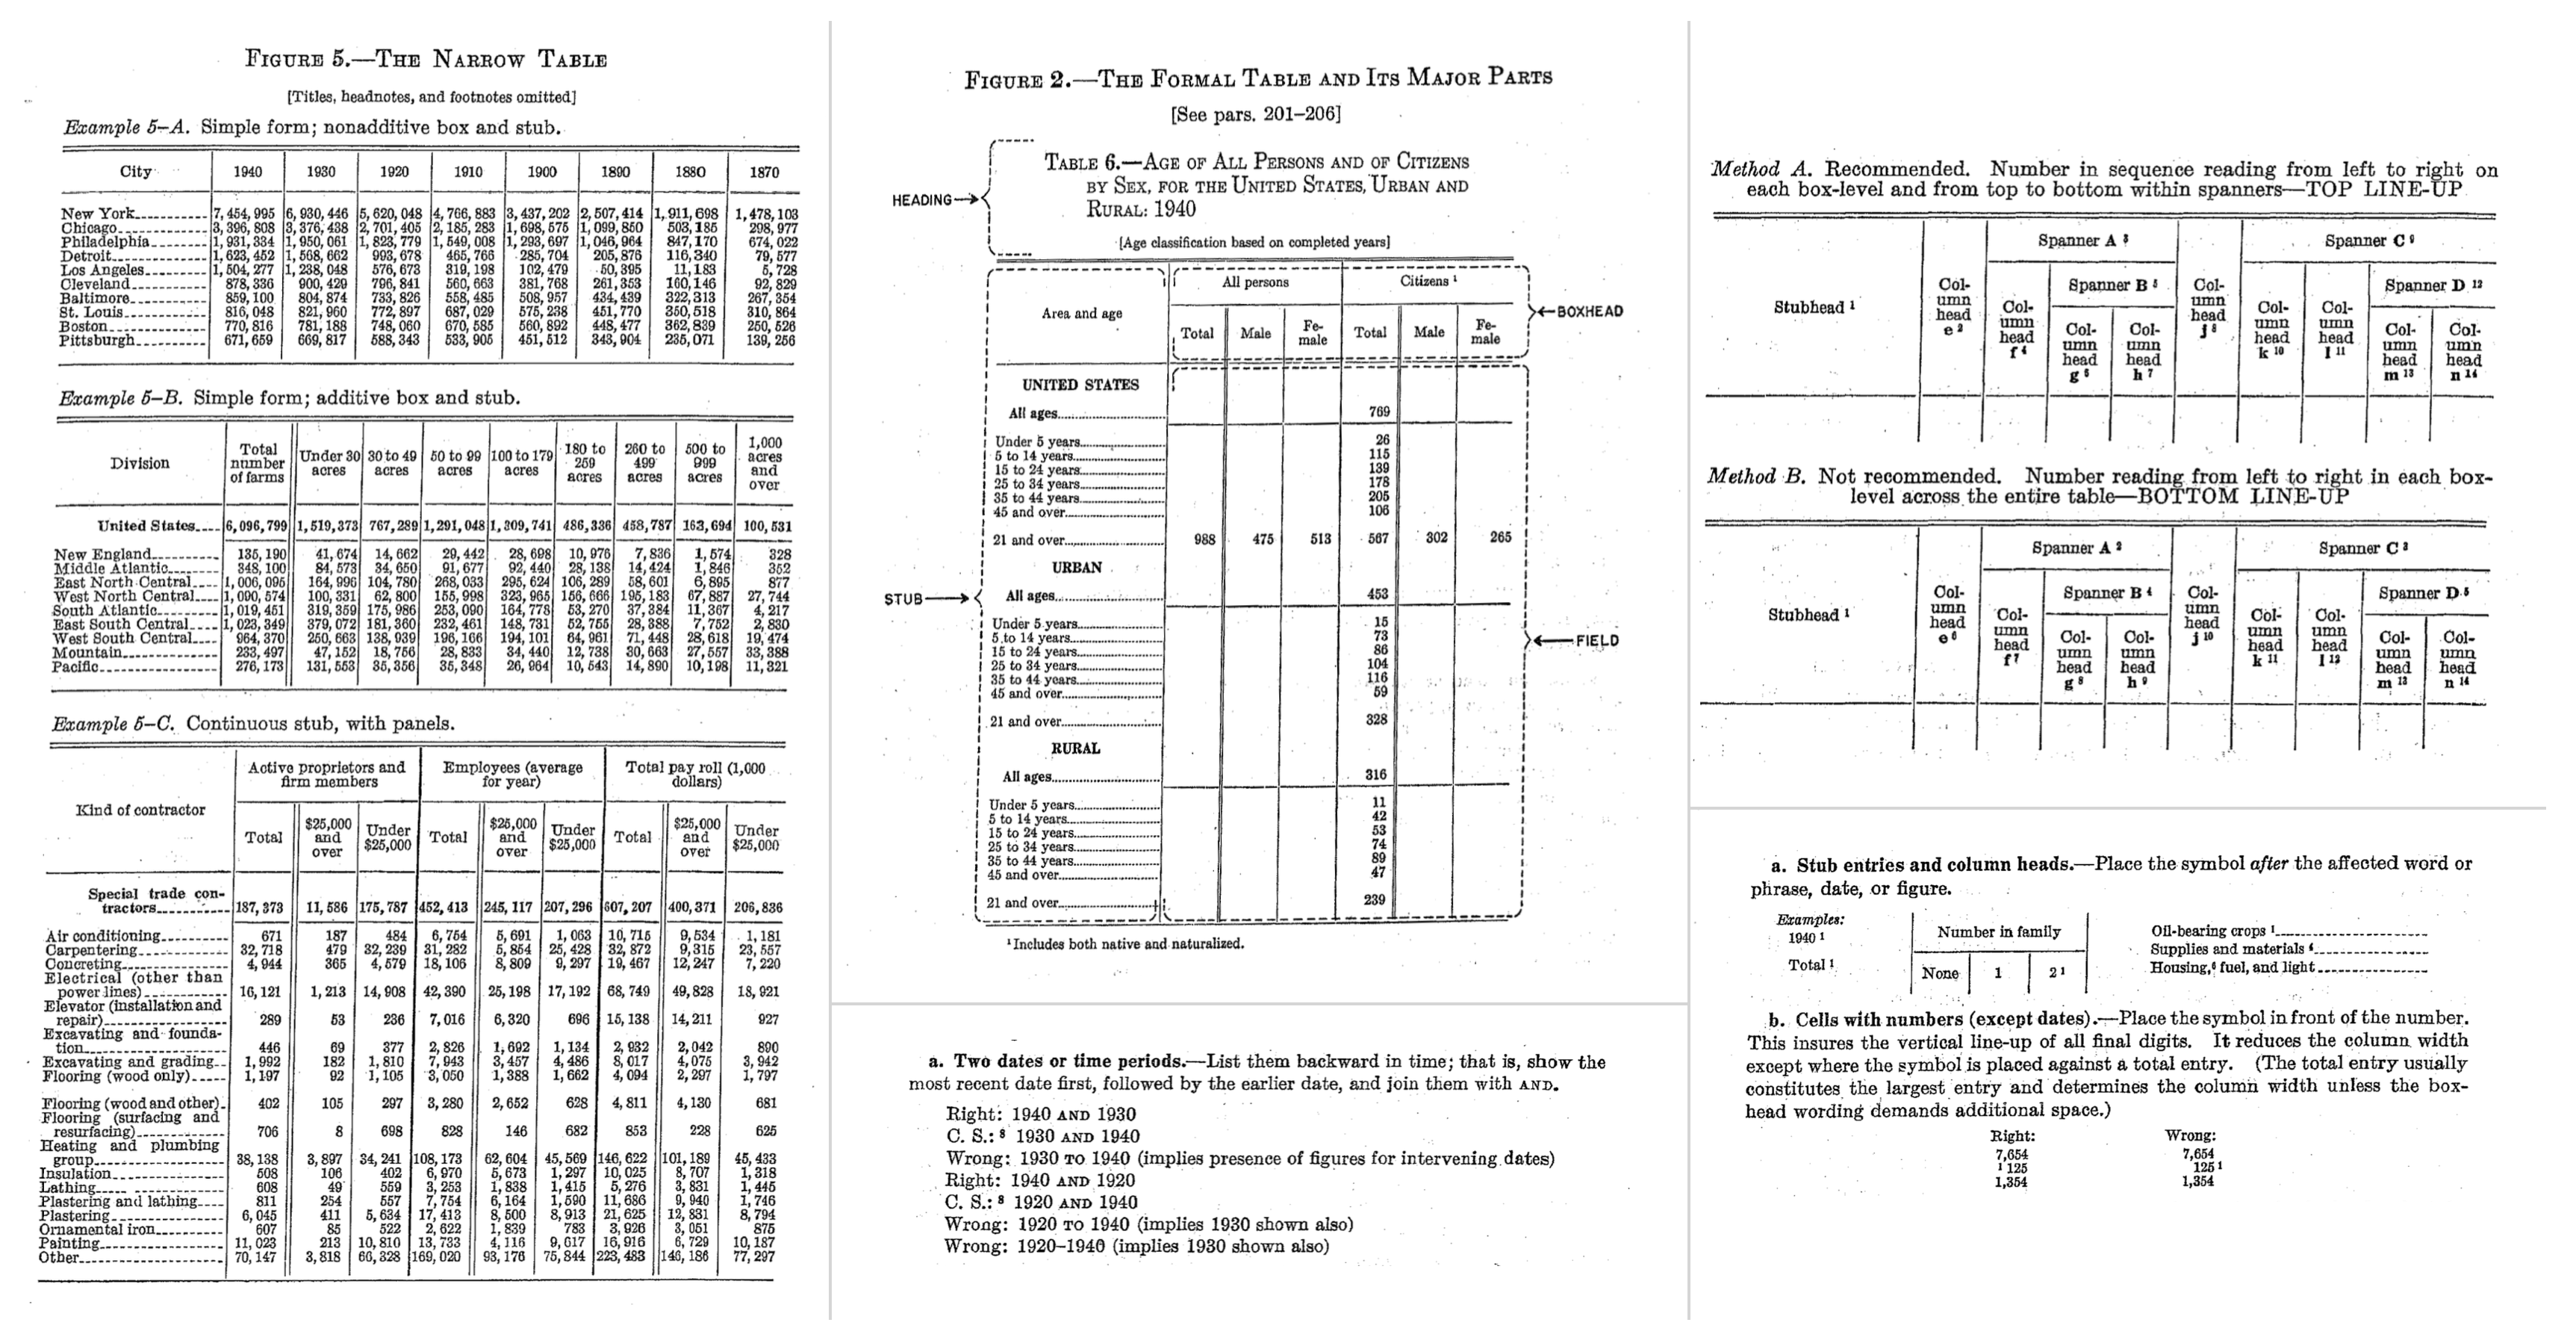 FIGURE 5.—THE NARROW TABLE
[Titles, headnotes, and footnotes omitted]
Example 5-A. Simple form; nonadditive box and stub.
City 1940 1930 1920 1910 1900 1890 1880 1870
New York 7,454,995 6,930,446 5,620,048 4,766,883 3,437,202 2,507,414 1,911,698 1,478,103
Chicago 3,396,808 3,376,438 2,701,405 2,185,283 1,698,575 1,099,850 503,185 298,977
Philadelphia 1,931,334 1,950,061 1,823,779 1,549,008 1,293,697 1,046,964 847,170 674,022
Detroit 1,623,452 1,568,662 993,678 465,766 285,704 205,876 116,340 79,577
Los Angeles 1,504,277 1,238,048 576,673 319,198 102,479 50,395 11,183 5,728
Cleveland 878,336 900,429 796,841 560,663 381,768 261,353 160,146 92,829
Baltimore 859,100 804,874 733,826 558,485 508,957 434,439 322,313 267,354
St. Louis 816,048 821,960 772,897 687,029 575,238 451,770 350,518 310,864
Boston 770,816 781,188 748,060 670,585 560,892 448,477 362,839 250,526
Pittsburgh 671,659 669,817 588,343 533,905 451,512 343,904 235,071 139,256
Example 5-B. Simple form; additive box and stub.
Division Total number of farms Under 30 acres 30 to 49 acres 50 to 99 acres 100 to 179 acres 180 to 259 acres 260 to 499 acres 500 to 999 acres 1,000 acres and over
United States 6,096,799 1,519,373 767,289 1,291,048 1,309,741 486,336 458,787 163,694 100,531
New England 135,190 41,674 14,662 29,442 28,698 10,976 7,836 1,574 328
Middle Atlantic 348,100 84,573 34,650 91,677 92,440 28,138 14,424 1,846 352
East North Central 1,006,095 164,996 104,780 268,033 295,624 106,289 58,601 6,895 877
West North Central 1,090,574 100,331 62,800 155,998 323,965 156,666 195,183 67,887 27,744
South Atlantic 1,019,451 319,359 175,986 253,090 164,778 53,270 37,384 11,367 4,217
East South Central 1,023,349 379,072 181,360 232,461 148,731 52,755 28,388 7,752 2,830
West South Central 964,370 250,663 138,939 196,166 194,101 64,961 71,448 28,618 19,474
Mountain 233,497 47,152 18,756 28,833 34,440 12,738 30,663 27,557 33,388
Pacific 276,173 131,553 35,356 35,348 26,964 10,543 14,890 10,198 11,321
Example 5-C. Continuous stub, with panels.
Kind of contractor Active proprietors and firm members Employees (average for year) Total pay roll (1,000 dollars)
Total $25,000 and over Under $25,000 Total $25,000 and over Under $25,000 Total $25,000 and over Under $25,000
Special trade con-
tractors 187,373 11,586 175,787 452,413 245,117 207,296 607,207 400,371 206,836
Air conditioning 671 187 484 6,754 5,691 1,063 10,715 9,534 1,181
Carpentering 32,718 479 32,239 31,282 5,854 25,428 32,872 9,315 23,557
Concreting 4,944 365 4,579 18,106 8,809 9,297 19,467 12,247 7,220
Electrical (other than
power lines) 16,121 1,213 14,908 42,390 25,198 17,192 68,749 49,828 18,921
Elevator (installation and
repair) 289 53 236 7,016 6,320 696 15,138 14,211 927
Excavating and founda-
tion 446 69 377 2,826 1,692 1,134 2,932 2,042 890
Excavating and grading 1,992 182 1,810 7,943 3,457 4,486 8,017 4,075 3,942
Flooring (wood only) 1,197 92 1,105 3,050 1,388 1,662 4,094 2,297 1,797
Flooring (wood and other) 402 105 297 3,280 2,652 628 4,811 4,130 681
Flooring (surfacing and
resurfacing) 706 8 698 828 146 682 853 228 625
Heating and plumbing
group 38,138 3,897 34,241 108,173 62,604 45,569 146,622 101,189 45,433
Insulation 508 106 402 6,970 5,673 1,297 10,025 8,707 1,318
Lathing 608 49 559 3,253 1,838 1,415 5,276 3,831 1,445
Plastering and lathing 811 254 557 7,754 6,164 1,590 11,686 9,940 1,746
Plastering 6,045 411 5,634 17,413 8,500 8,913 21,625 12,831 8,794
Ornamental iron 607 85 522 2,622 1,839 783 3,926 3,051 875
Painting 11,023 213 10,810 13,733 4,116 9,617 16,916 6,729 10,187
Other 70,147 3,818 66,328 169,020 93,176 75,844 223,483 146,186 77,297
FIGURE 2.—THE FORMAL TABLE AND ITS MAJOR PARTS
[See pars. 201–206]
HEADING
TABLE 6.—AGE OF ALL PERSONS AND OF CITIZENS
BY SEX, FOR THE UNITED STATES, URBAN AND
RURAL: 1940
[Age classification based on completed years]
Area and age All persons Citizens ¹
BOXHEAD
Total Male Fe-male Total Male Fe-male
UNITED STATES
All ages 769
Under 5 years 26
5 to 14 years 115
15 to 24 years 139
25 to 34 years 178
35 to 44 years 205
45 and over 106
21 and over 988 475 513 567 302 265
URBAN
STUB
All ages 453
Under 5 years 15
5 to 14 years 73
15 to 24 years 86
FIELD
25 to 34 years 104
35 to 44 years 116
45 and over 59
21 and over 328
RURAL
All ages 316
Under 5 years 11
5 to 14 years 42
15 to 24 years 53
25 to 34 years 74
35 to 44 years 89
45 and over 47
21 and over 239
¹ Includes both native and naturalized.
a. Two dates or time periods.—List them backward in time; that is, show the
most recent date first, followed by the earlier date, and join them with AND.
Right: 1940 AND 1930
C. S.: ⁸ 1930 AND 1940
Wrong: 1930 TO 1940 (implies presence of figures for intervening dates)
Right: 1940 AND 1920
C. S.: ⁸ 1920 AND 1940
Wrong: 1920 TO 1940 (implies 1930 shown also)
Wrong: 1920–1940 (implies 1930 shown also)
Method A. Recommended. Number in sequence reading from left to right on
each box-level and from top to bottom within spanners—TOP LINE-UP
Stubhead ¹
Col-umn head e ²
Spanner A ³
Col-umn head f ⁴
Spanner B ⁵
Col-umn head g ⁶
Col-umn head h ⁷
Col-umn head j ⁸
Spanner C ⁹
Col-umn head k ¹⁰
Col-umn head l ¹¹
Spanner D ¹²
Col-umn head m ¹³
Col-umn head n ¹⁴
Method B. Not recommended. Number reading from left to right in each box-
level across the entire table—BOTTOM LINE-UP
Stubhead ¹
Col-umn head e ⁶
Spanner A ²
Col-umn head f ⁷
Spanner B ⁴
Col-umn head g ⁸
Col-umn head h ⁹
Col-umn head j ¹⁰
Spanner C ³
Col-umn head k ¹¹
Col-umn head l ¹²
Spanner D ⁵
Col-umn head m ¹³
Col-umn head n ¹⁴
a. Stub entries and column heads.—Place the symbol after the affected word or
phrase, date, or figure.
Examples:
1940 ¹
Total ¹
Number in family
None 1 2 ¹
Oil-bearing crops ¹
Supplies and materials ⁴
Housing,⁶ fuel, and light
b. Cells with numbers (except dates).—Place the symbol in front of the number.
This insures the vertical line-up of all final digits. It reduces the column width
except where the symbol is placed against a total entry. (The total entry usually
constitutes the largest entry and determines the column width unless the box-
head wording demands additional space.)
Right: Wrong:
7,654 7,654
¹ 125 125 ¹
1,354 1,354